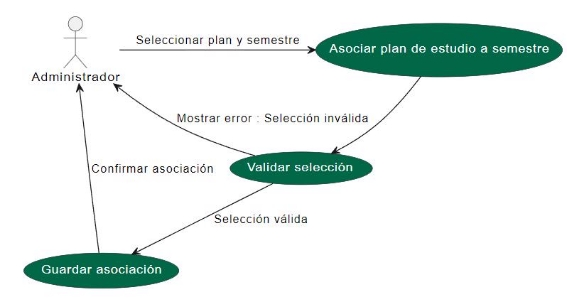 Seleccionar plan y semestre
Asociar plan de estudio a semestre
Administrador
Mostrar error : Selección inválida
Confirmar asociación
Validar selección
Selección válida
Guardar asociación